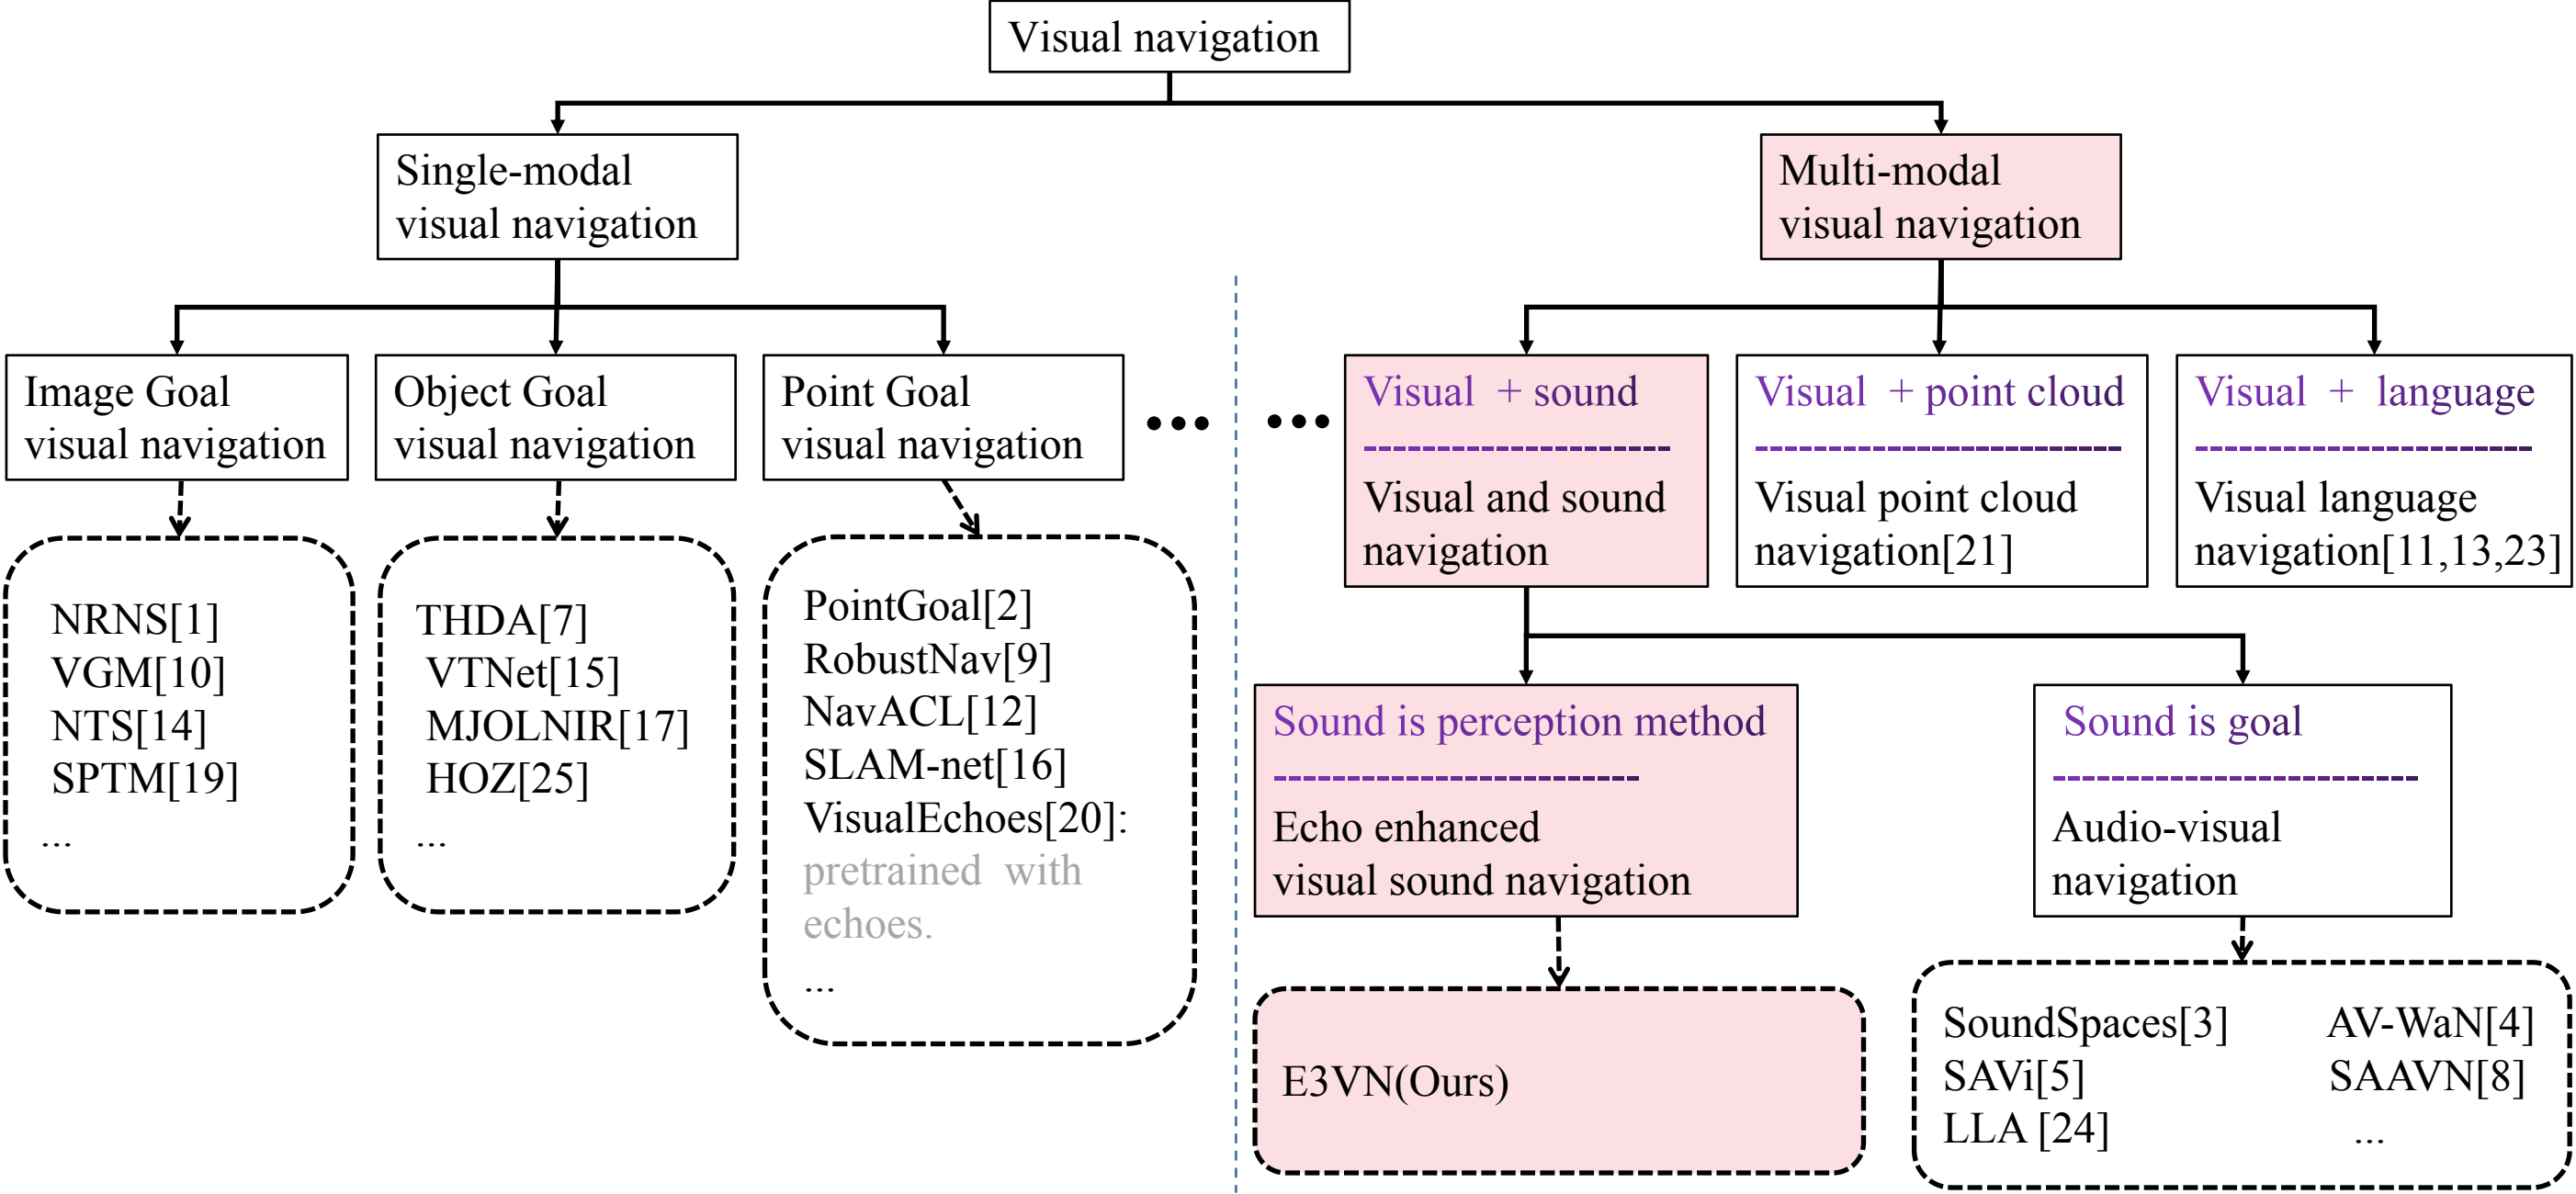 Visual navigation
Single-modal
visual navigation
Multi-modal
visual navigation
Image Goal
visual navigation
Object Goal
visual navigation
Point Goal
visual navigation
...
...
Visual + sound
Visual and sound
navigation
Visual + point cloud
Visual point cloud
navigation[21]
Visual + language
Visual language
navigation[11,13,23]
NRNS[1]
VGM[10]
NTS[14]
SPTM[19]
...
THDA[7]
VTNet[15]
MJOLNIR[17]
HOZ[25]
...
PointGoal[2]
RobustNav[9]
NavACL[12]
SLAM-net[16]
VisualEchoes[20]:
pretrained with
echoes.
...
Sound is perception method
Echo enhanced
visual sound navigation
Sound is goal
Audio-visual
navigation
E3VN(Ours)
SoundSpaces[3] AV-WaN[4]
SAVi[5] SAAVN[8]
LLA [24] ...